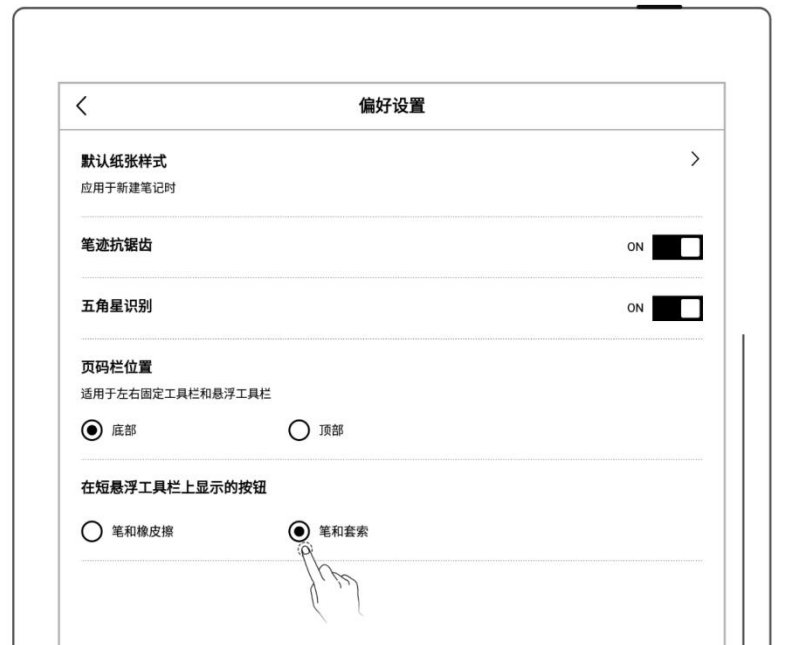 偏好设置
默认纸张样式
应用于新建笔记时
笔迹抗锯齿
ON
五角星识别
ON
页码栏位置
适用于左右固定工具栏和悬浮工具栏
底部 顶部
在短悬浮工具栏上显示的按钮
笔和橡皮擦 笔和套索